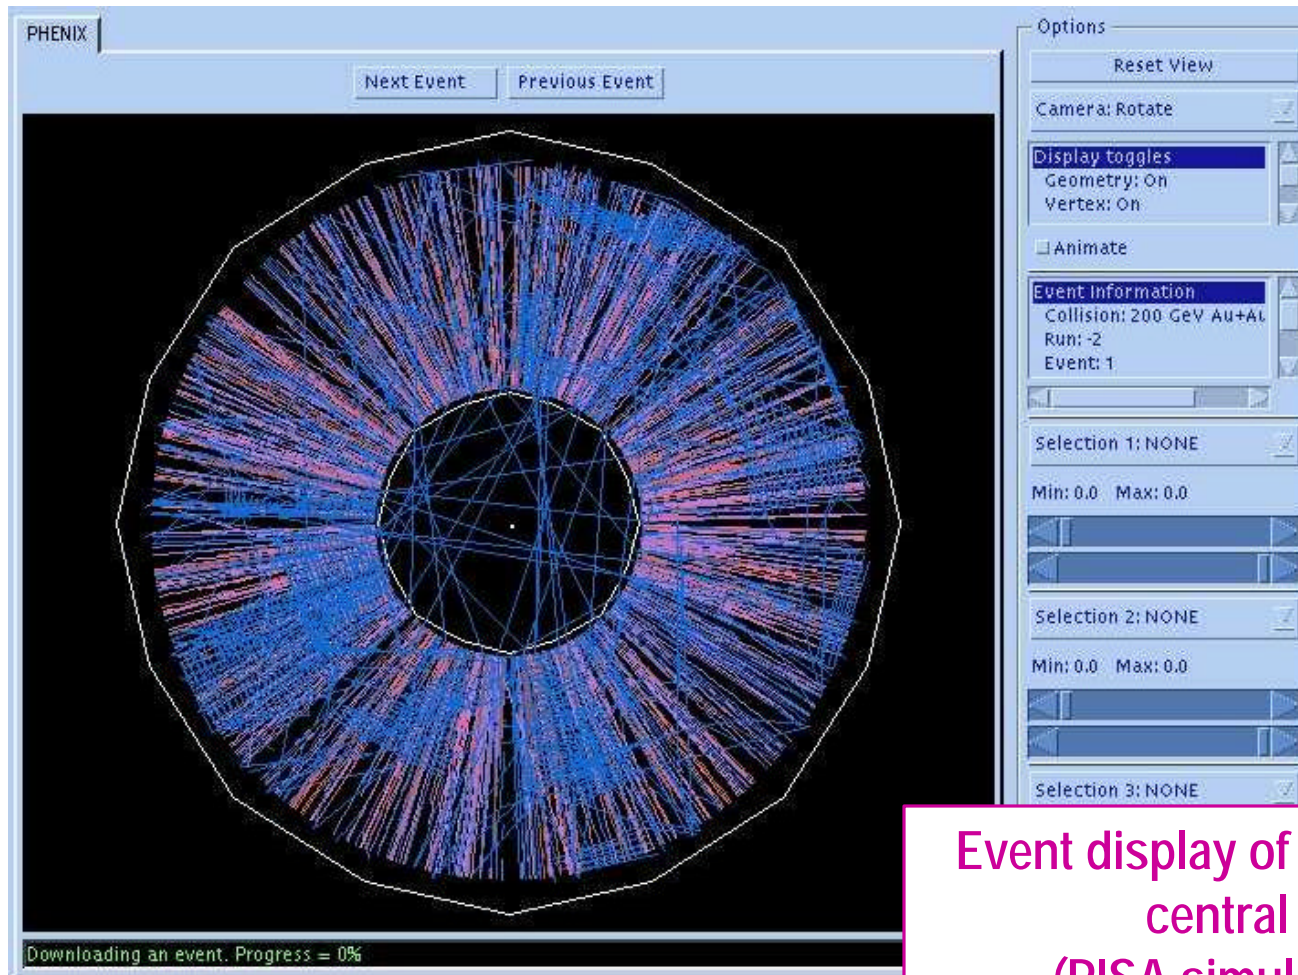 PHENIX
Next Event
Previous Event
Options
Reset View
Camera: Rotate
Display toggles
Geometry: On
Vertex: On
Animate
Event Information
Collision: 200 GeV Au+Au
Run: -2
Event: 1
Selection 1: NONE
Min: 0.0 Max: 0.0
Selection 2: NONE
Min: 0.0 Max: 0.0
Selection 3: NONE
Event display of
central
(PISA simul
Downloading an event. Progress = 0%